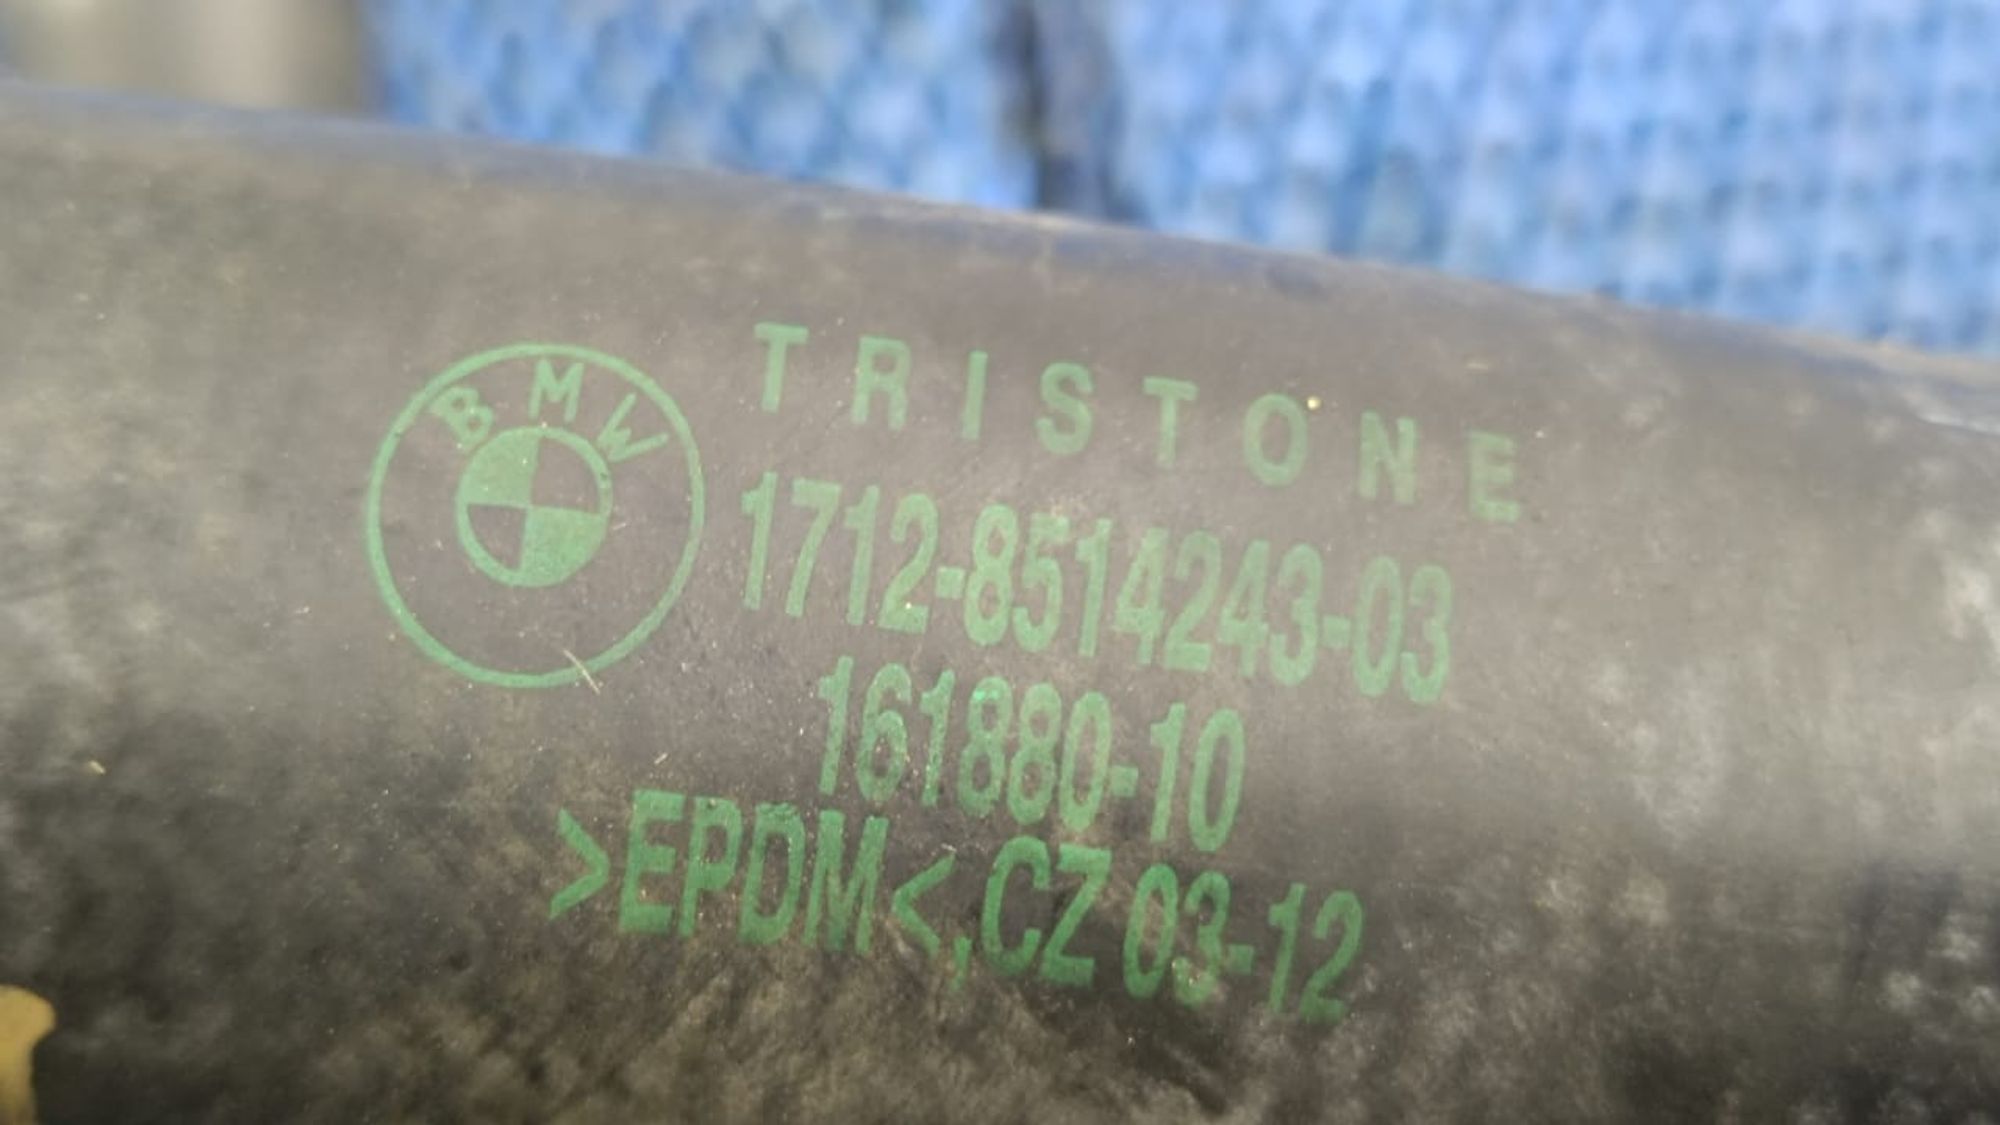 BMW
TRISTONE
1712-8514243-03
161880-10
>EPDM<,CZ 03-12